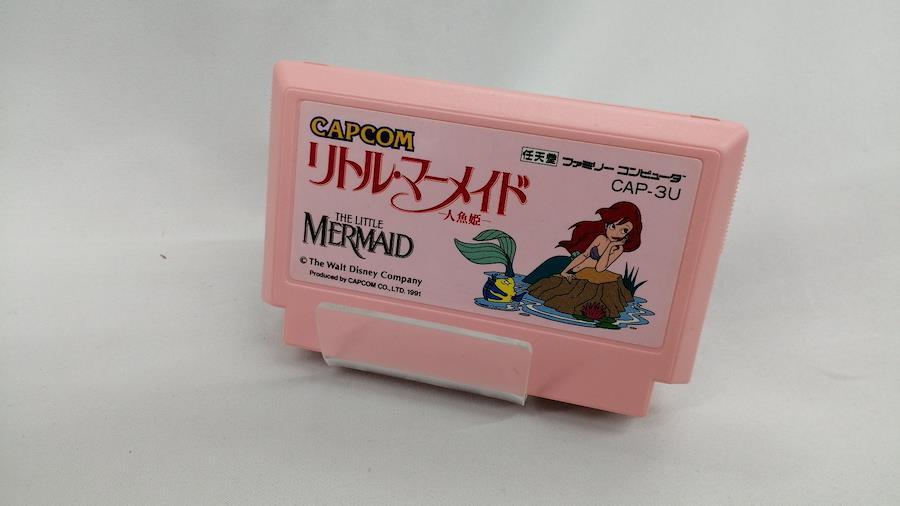 CAPCOM
リトル・マーメイド
―人魚姫―
THE LITTLE
MERMAID
© The Walt Disney Company
Produced by CAPCOM CO., LTD. 1991
任天堂 ファミリー コンピュータ
CAP-3U